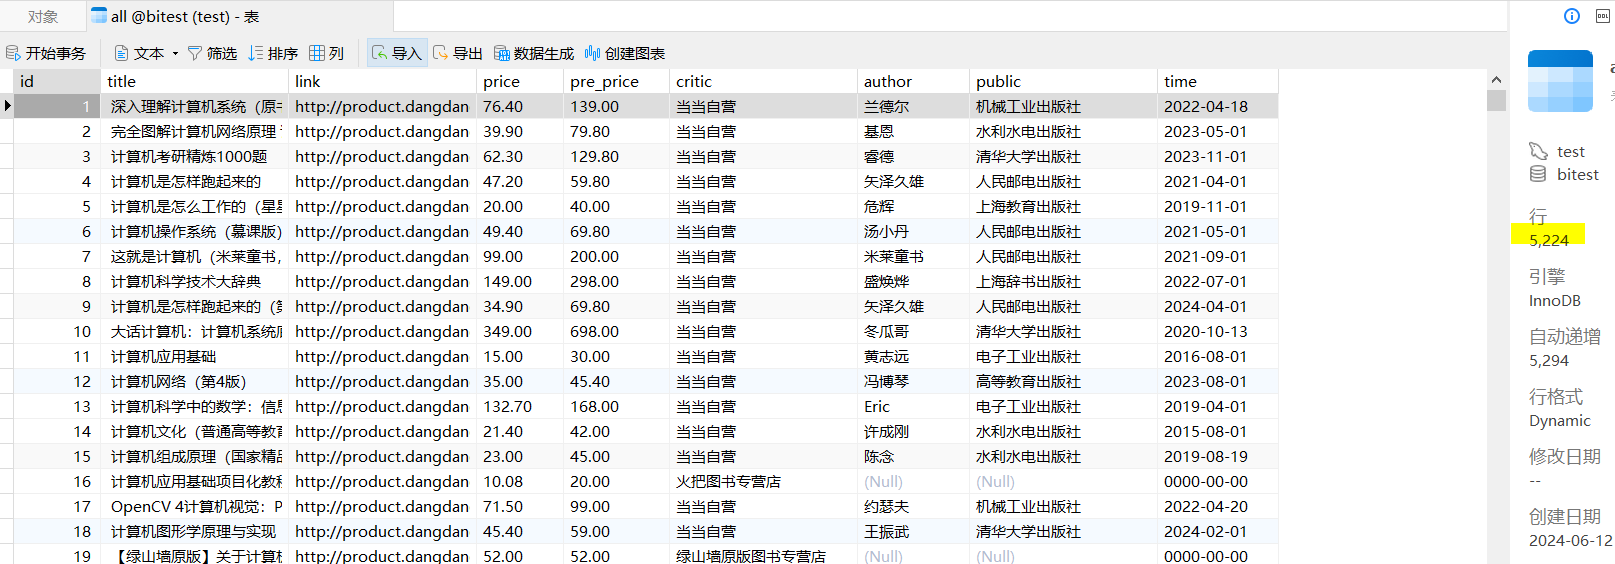 对象 all @bitest (test) - 表
开始事务 文本 筛选 排序 列 导入 导出 数据生成 创建图表
id title link price pre_price critic author public time
1 深入理解计算机系统（原书 http://product.dangdan 76.40 139.00 当当自营 兰德尔 机械工业出版社 2022-04-18
2 完全图解计算机网络原理 http://product.dangdan 39.90 79.80 当当自营 基恩 水利水电出版社 2023-05-01
3 计算机考研精炼1000题 http://product.dangdan 62.30 129.80 当当自营 睿德 清华大学出版社 2023-11-01
4 计算机是怎样跑起来的 http://product.dangdan 47.20 59.80 当当自营 矢泽久雄 人民邮电出版社 2021-04-01
5 计算机是怎么工作的（星星 http://product.dangdan 20.00 40.00 当当自营 危辉 上海教育出版社 2019-11-01
6 计算机操作系统（慕课版） http://product.dangdan 49.40 69.80 当当自营 汤小丹 人民邮电出版社 2021-05-01
7 这就是计算机（米莱童书， http://product.dangdan 99.00 200.00 当当自营 米莱童书 人民邮电出版社 2021-09-01
8 计算机科学技术大辞典 http://product.dangdan 149.00 298.00 当当自营 盛焕烨 上海辞书出版社 2022-07-01
9 计算机是怎样跑起来的（第 http://product.dangdan 34.90 69.80 当当自营 矢泽久雄 人民邮电出版社 2024-04-01
10 大话计算机：计算机系统底 http://product.dangdan 349.00 698.00 当当自营 冬瓜哥 清华大学出版社 2020-10-13
11 计算机应用基础 http://product.dangdan 15.00 30.00 当当自营 黄志远 电子工业出版社 2016-08-01
12 计算机网络（第4版） http://product.dangdan 35.00 45.40 当当自营 冯博琴 高等教育出版社 2023-08-01
13 计算机科学中的数学：信息 http://product.dangdan 132.70 168.00 当当自营 Eric 电子工业出版社 2019-04-01
14 计算机文化（普通高等教育 http://product.dangdan 21.40 42.00 当当自营 许成刚 水利水电出版社 2015-08-01
15 计算机组成原理（国家精品 http://product.dangdan 23.00 45.00 当当自营 陈念 水利水电出版社 2019-08-19
16 计算机应用基础项目化教程 http://product.dangdan 10.08 20.00 火把图书专营店 (Null) (Null) 0000-00-00
17 OpenCV 4计算机视觉：P http://product.dangdan 71.50 99.00 当当自营 约瑟夫 机械工业出版社 2022-04-20
18 计算机图形学原理与实现 http://product.dangdan 45.40 59.00 当当自营 王振武 清华大学出版社 2024-02-01
19 【绿山墙原版】关于计算机 http://product.dangdan 52.00 52.00 绿山墙原版图书专营店 (Null) (Null) 0000-00-00
DDL
test
bitest
行
5,224
引擎
InnoDB
自动递增
5,294
行格式
Dynamic
修改日期
--
创建日期
2024-06-12